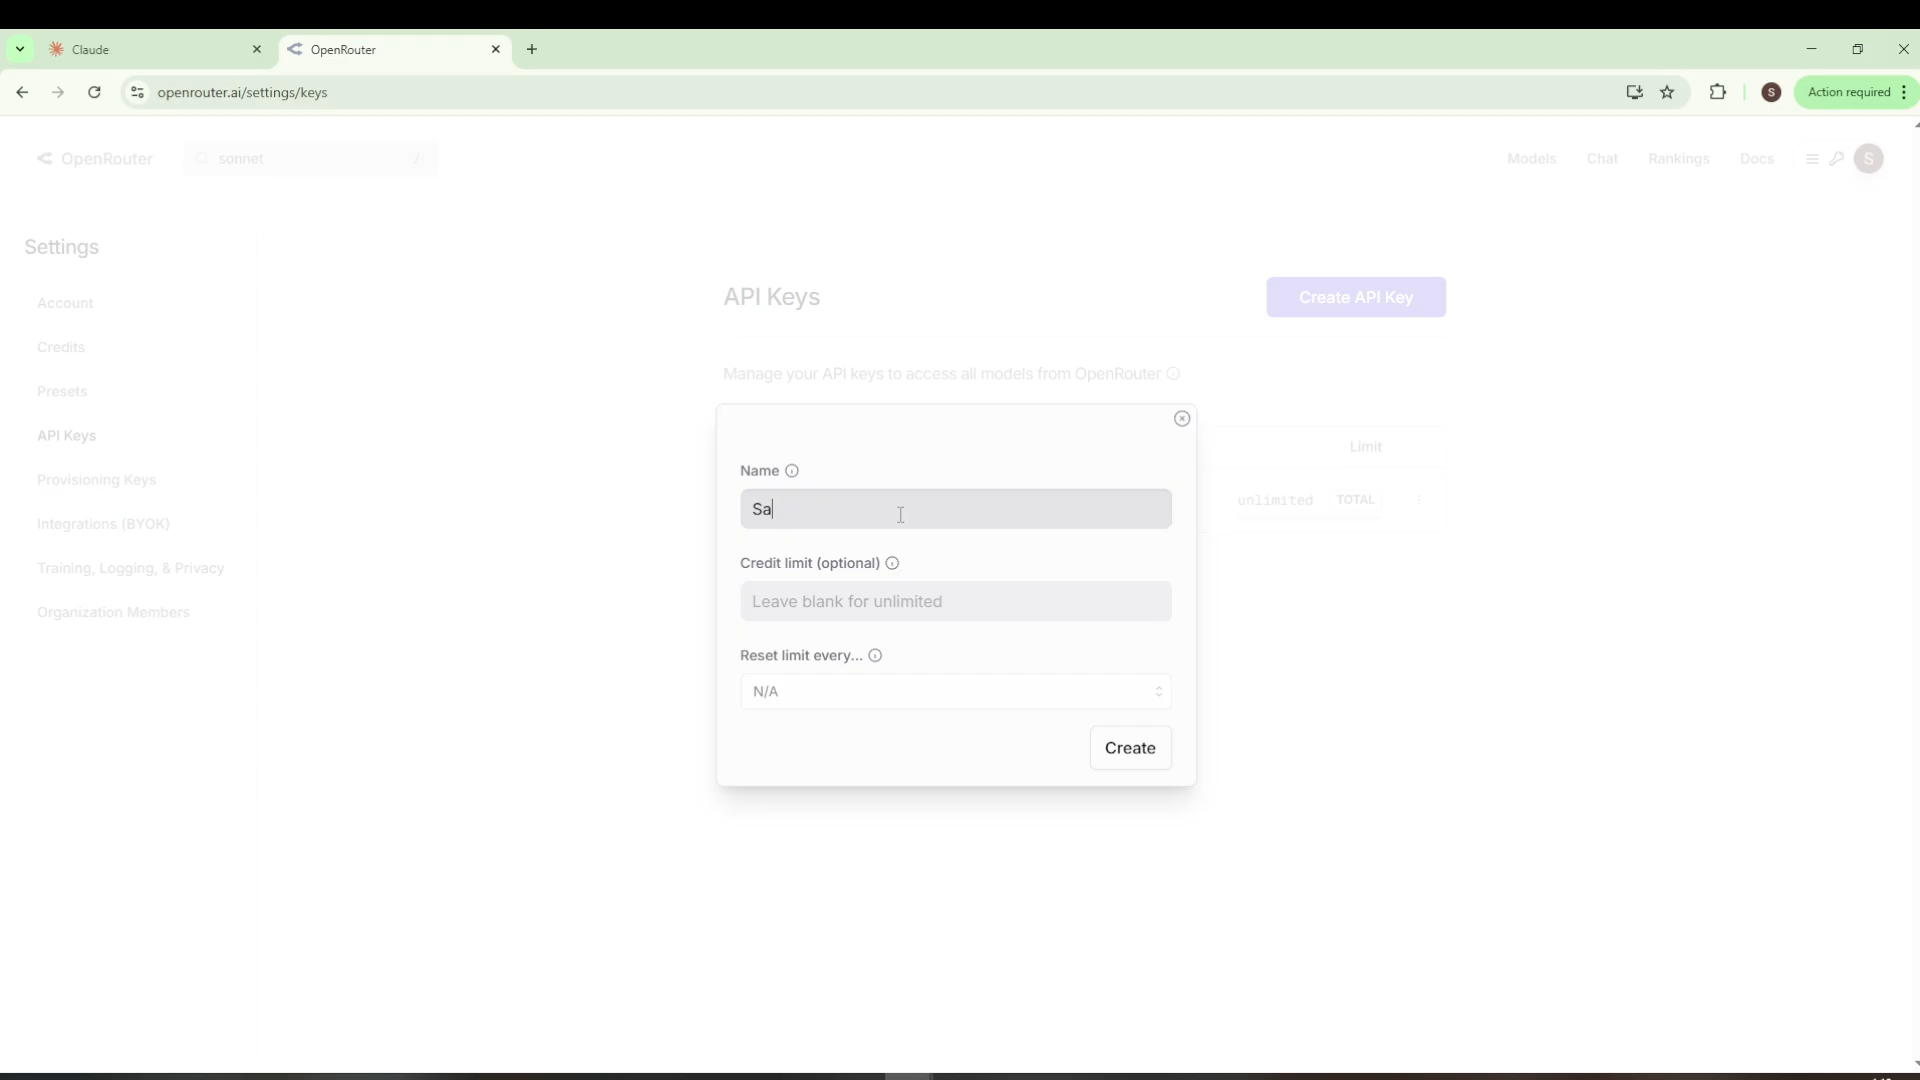 Claude
OpenRouter
openrouter.ai/settings/keys
S
Action required
OpenRouter
sonnet
/
Models
Chat
Rankings
Docs
S
Settings
Account
Credits
Presets
API Keys
Provisioning Keys
Integrations (BYOK)
Training, Logging, & Privacy
Organization Members
API Keys
Create API Key
Manage your API keys to access all models from OpenRouter
Limit
unlimited TOTAL
Name
Sa
Credit limit (optional)
Leave blank for unlimited
Reset limit every...
N/A
Create